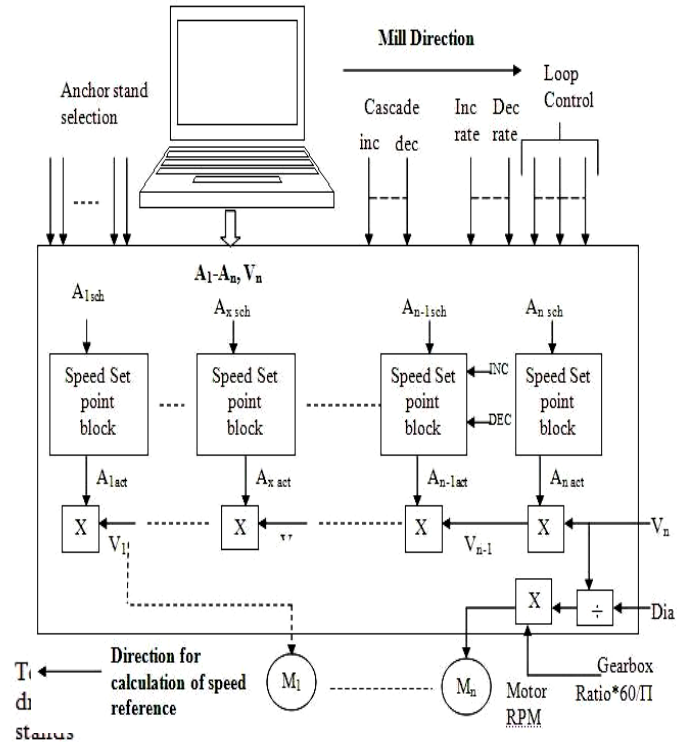 Mill Direction
Anchor stand
selection
Cascade
inc dec
Inc
rate
Dec
rate
Loop
Control
A1-An, Vn
A1sch
Ax sch
An-1sch
An sch
Speed Set
point
block
Speed Set
point
block
Speed Set
point
block
Speed Set
point
block
INC
DEC
A1act
Ax act
An-1act
An act
X
X
X
X
V1
Vn-1
Vn
X
÷
Dia
Direction for
calculation of speed
reference
M1
Mn
Motor
RPM
Gearbox
Ratio*60/Π
stands